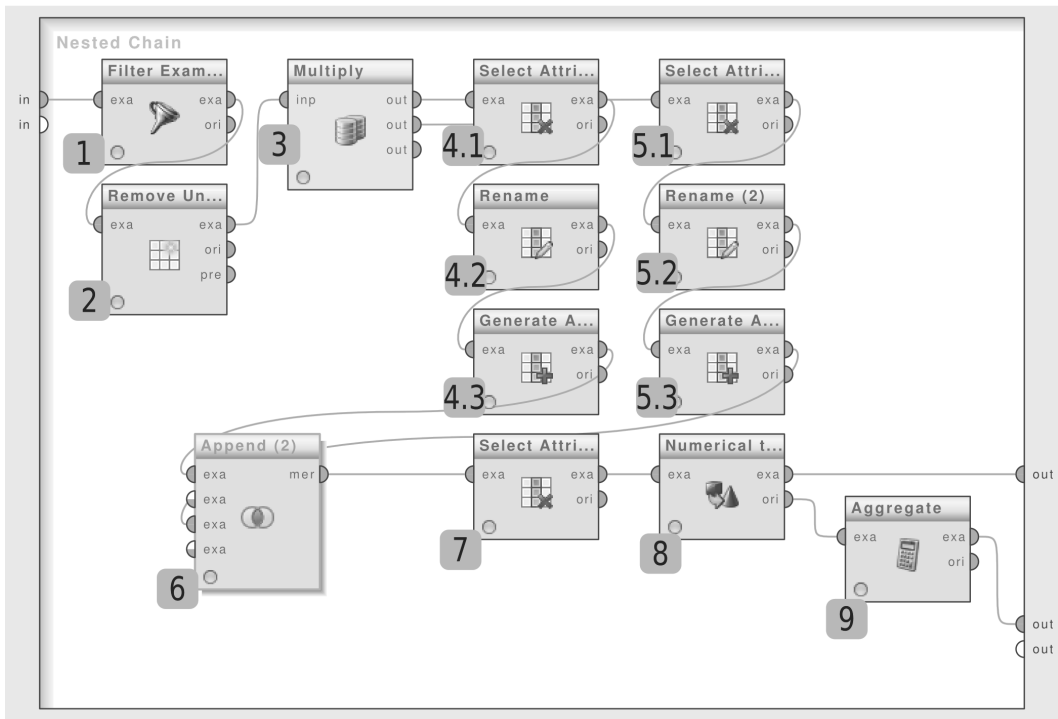 Nested Chain
Filter Exam... Multiply Select Attri... Select Attri...
in exa exa inp out exa exa exa exa
in ori out ori ori
out
1 3 4.1 5.1
Remove Un... Rename Rename (2)
exa exa exa exa exa exa
ori ori ori
pre
2 4.2 5.2
Generate A... Generate A...
exa exa exa exa
ori ori
4.3 5.3
Append (2) Select Attri... Numerical t...
exa mer exa exa exa exa out
exa ori ori
exa Aggregate
exa exa exa
ori
6 7 8 9
out
out